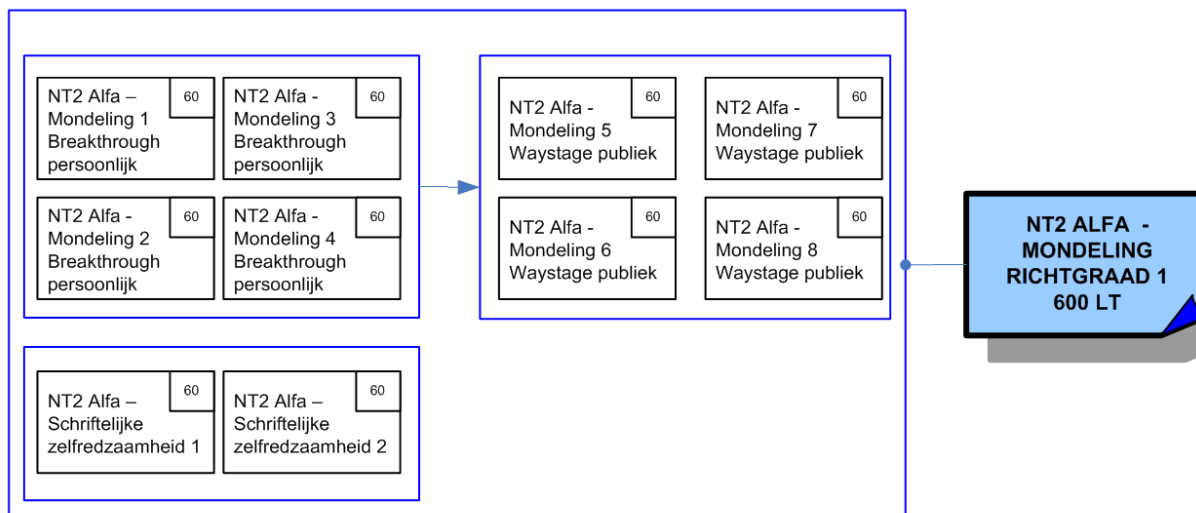 NT2 Alfa –
Mondeling 1
Breakthrough
persoonlijk
60
NT2 Alfa -
Mondeling 3
Breakthrough
persoonlijk
60
NT2 Alfa -
Mondeling 2
Breakthrough
persoonlijk
60
NT2 Alfa -
Mondeling 4
Breakthrough
persoonlijk
60
NT2 Alfa -
Mondeling 5
Waystage publiek
60
NT2 Alfa -
Mondeling 7
Waystage publiek
60
NT2 Alfa -
Mondeling 6
Waystage publiek
60
NT2 Alfa -
Mondeling 8
Waystage publiek
60
NT2 Alfa –
Schriftelijke
zelfredzaamheid 1
60
NT2 Alfa –
Schriftelijke
zelfredzaamheid 2
60
NT2 ALFA -
MONDELING
RICHTGRAAD 1
600 LT